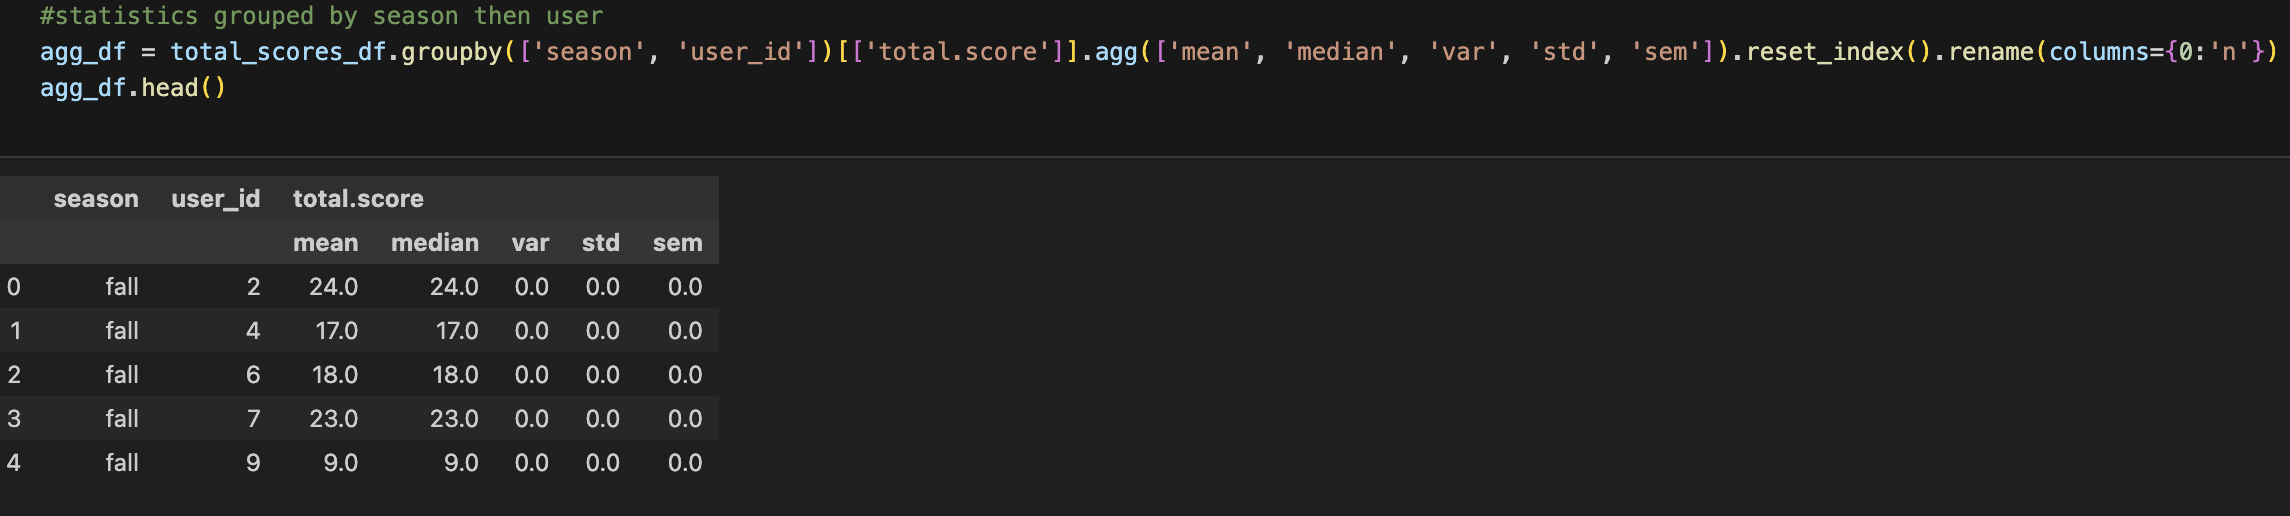 #statistics grouped by season then user
agg_df = total_scores_df.groupby(['season', 'user_id'])[['total.score']].agg(['mean', 'median', 'var', 'std', 'sem']).reset_index().rename(columns={0:'n'})
agg_df.head()
season user_id total.score
mean median var std sem
0 fall 2 24.0 24.0 0.0 0.0 0.0
1 fall 4 17.0 17.0 0.0 0.0 0.0
2 fall 6 18.0 18.0 0.0 0.0 0.0
3 fall 7 23.0 23.0 0.0 0.0 0.0
4 fall 9 9.0 9.0 0.0 0.0 0.0